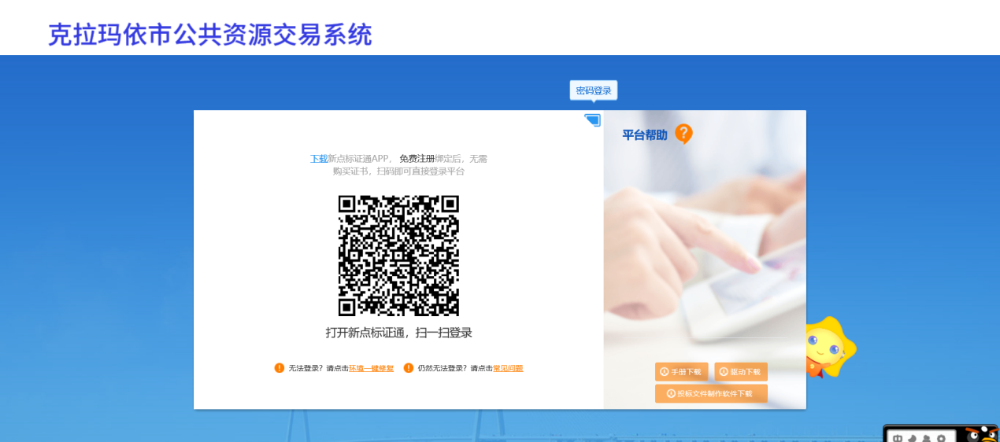 克拉玛依市公共资源交易系统
密码登录
平台帮助
下载新点标证通APP， 免费注册绑定后，无需
购买证书，扫码即可直接登录平台
打开新点标证通，扫一扫登录
无法登录？请点击环境一键修复 仍然无法登录？请点击常见问题
手册下载 驱动下载
投标文件制作软件下载
中